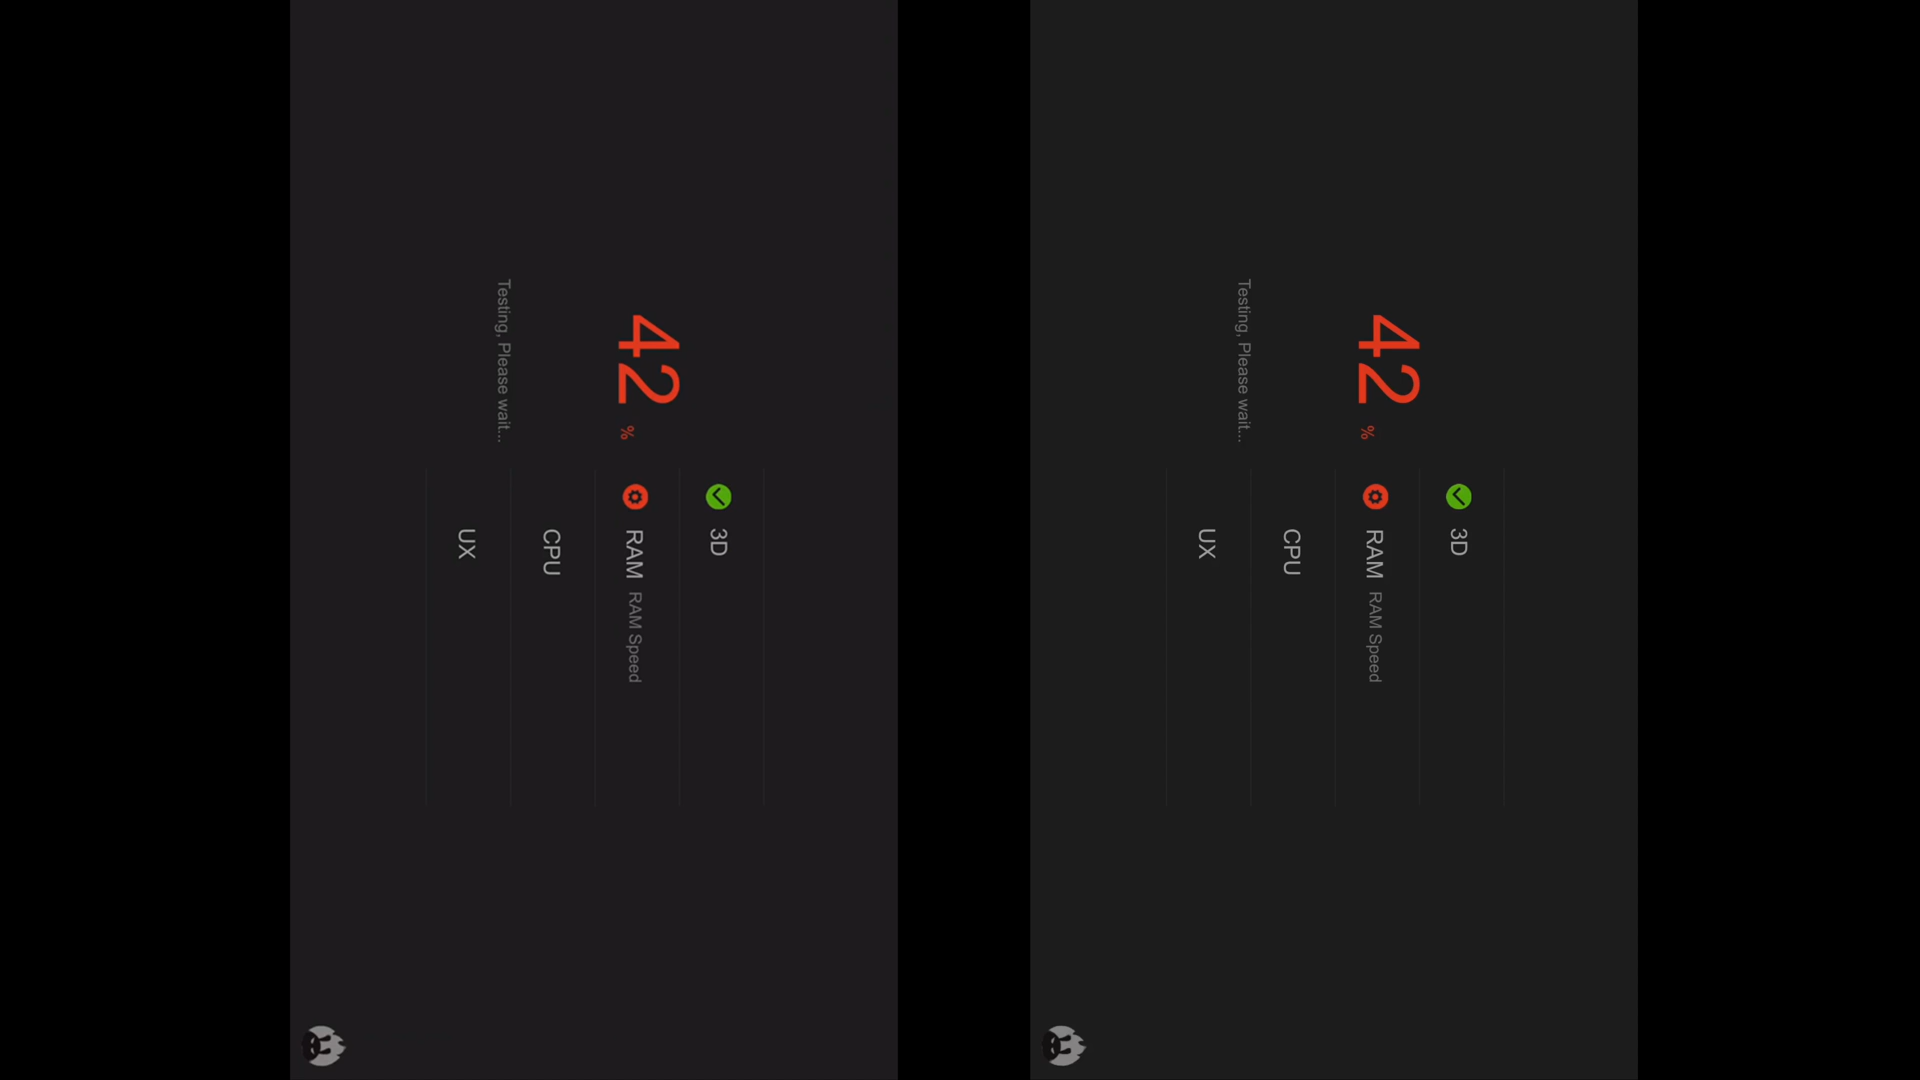 42 %
Testing, Please wait...
3D
RAM RAM Speed
CPU
UX
42 %
Testing, Please wait...
3D
RAM RAM Speed
CPU
UX